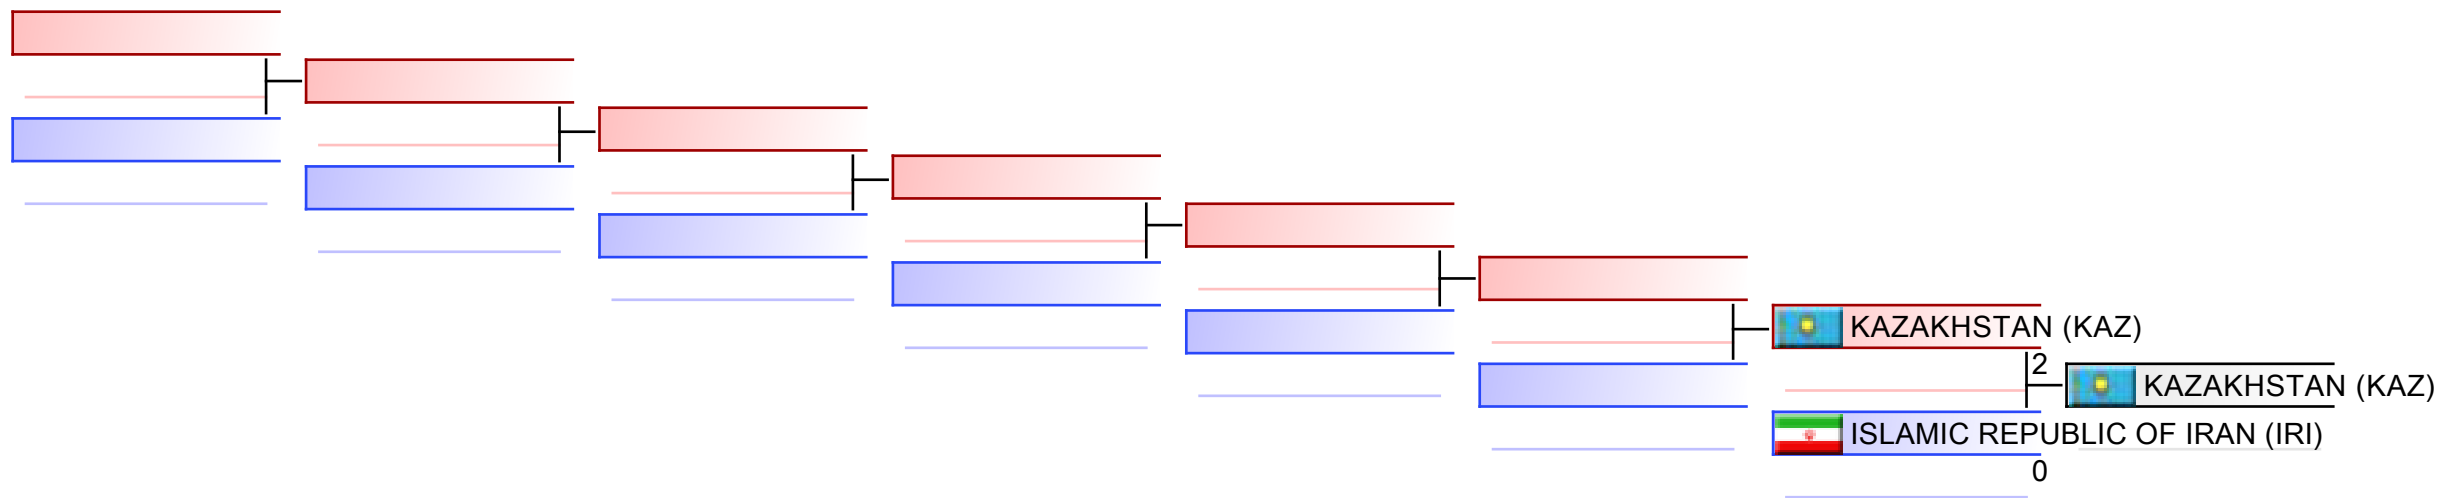 KAZAKHSTAN (KAZ)
2
KAZAKHSTAN (KAZ)
ISLAMIC REPUBLIC OF IRAN (IRI)
0